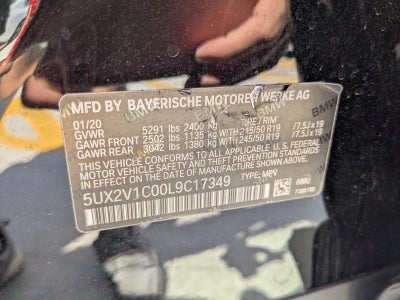 MFD BY BAYERISCHE MOTOREN WERKE AG
01/20
GVWR 5291 lbs 2400 kg TIRE/RIM
GAWR FRONT 2502 lbs 1135 kg WITH 245/50 R19 /7.5J x 19
GAWR REAR 3042 lbs 1380 kg WITH 245/50 R19 /7.5J x 19
THIS VEHICLE CONFORMS TO ALL APPLICABLE U.S. FEDERAL
MOTOR VEHICLE SAFETY STANDARDS IN EFFECT ON THE
DATE OF MANUFACTURE SHOWN ABOVE.
5UX2V1C00L9C17349 TYPE: MPV